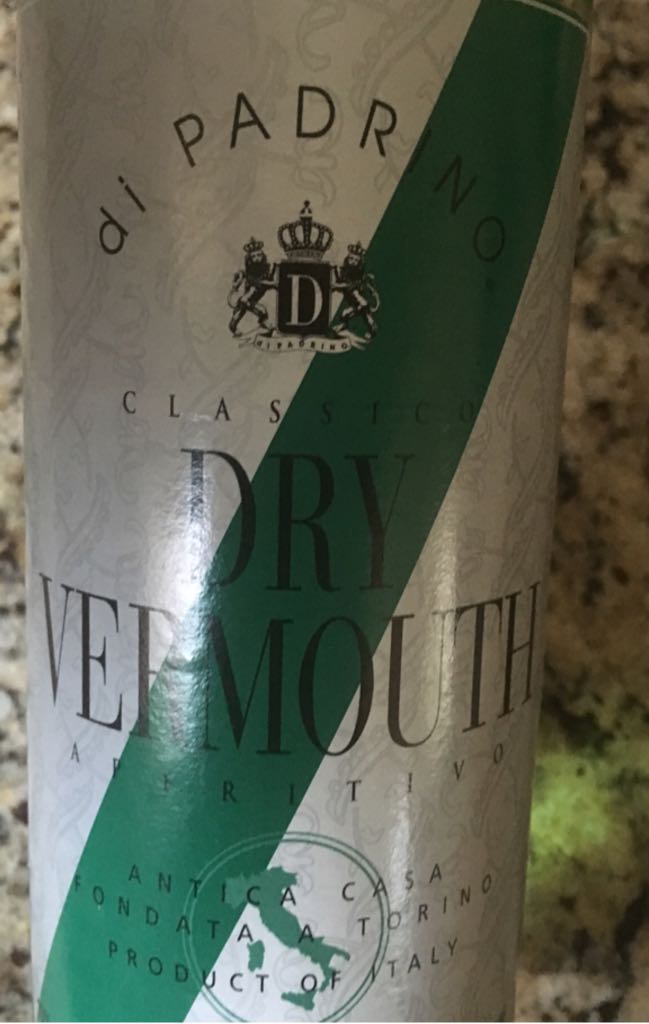 di PADRINO
D
DI PADRINO
CLASSICO
DRY
VERMOUTH
APERITIVO
ANTICA CASA
FONDATA A TORINO
PRODUCT OF ITALY